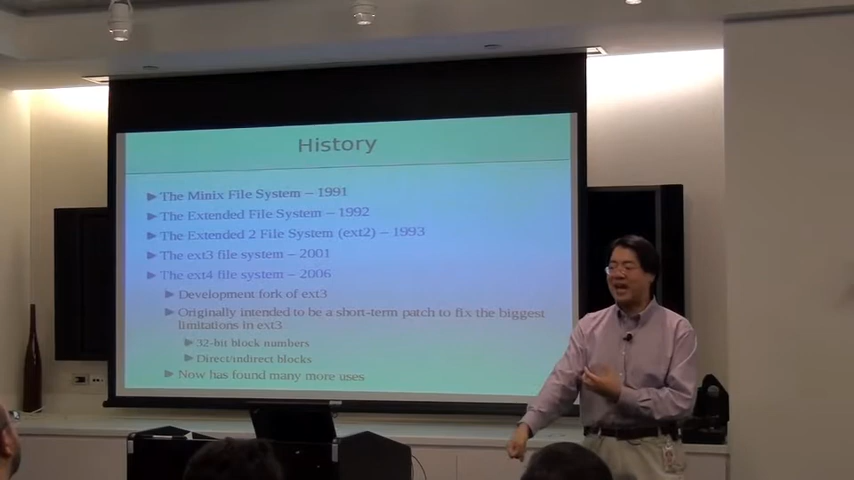 History
The Minix File System – 1991
The Extended File System – 1992
The Extended 2 File System (ext2) – 1993
The ext3 file system – 2001
The ext4 file system – 2006
Development fork of ext3
Originally intended to be a short-term patch to fix the biggest
limitations in ext3
32-bit block numbers
Direct/indirect blocks
Now has found many more uses